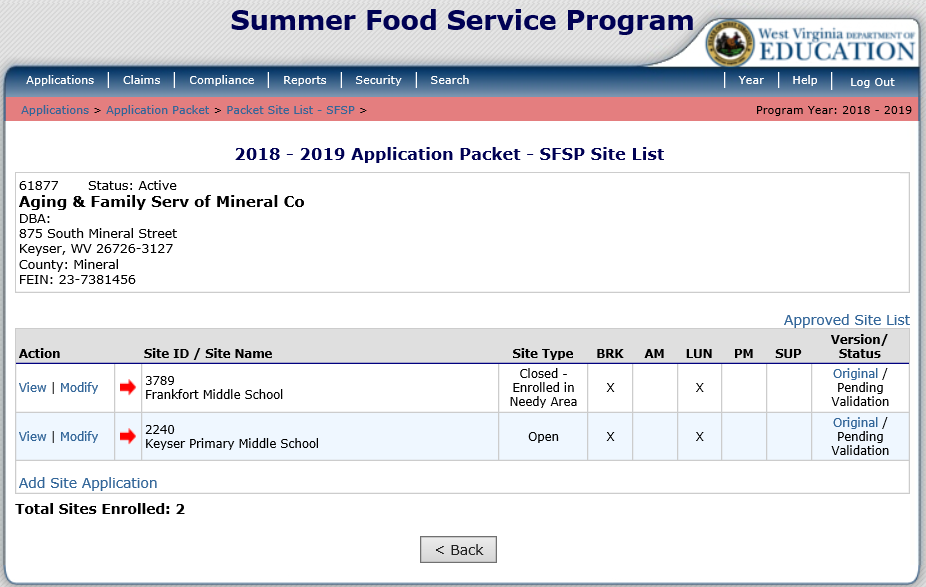 Summer Food Service Program
West Virginia DEPARTMENT OF
EDUCATION
Applications | Claims | Compliance | Reports | Security | Search | Year | Help | Log Out
Applications > Application Packet > Packet Site List - SFSP > Program Year: 2018 - 2019
2018 - 2019 Application Packet - SFSP Site List
61877 Status: Active
Aging & Family Serv of Mineral Co
DBA:
875 South Mineral Street
Keyser, WV 26726-3127
County: Mineral
FEIN: 23-7381456
Approved Site List
Action Site ID / Site Name Site Type BRK AM LUN PM SUP Version/
Status
View | Modify
3789
Frankfort Middle School
Closed -
Enrolled in
Needy Area
X X
Original /
Pending
Validation
View | Modify
2240
Keyser Primary Middle School
Open
X X
Original /
Pending
Validation
Add Site Application
Total Sites Enrolled: 2
< Back